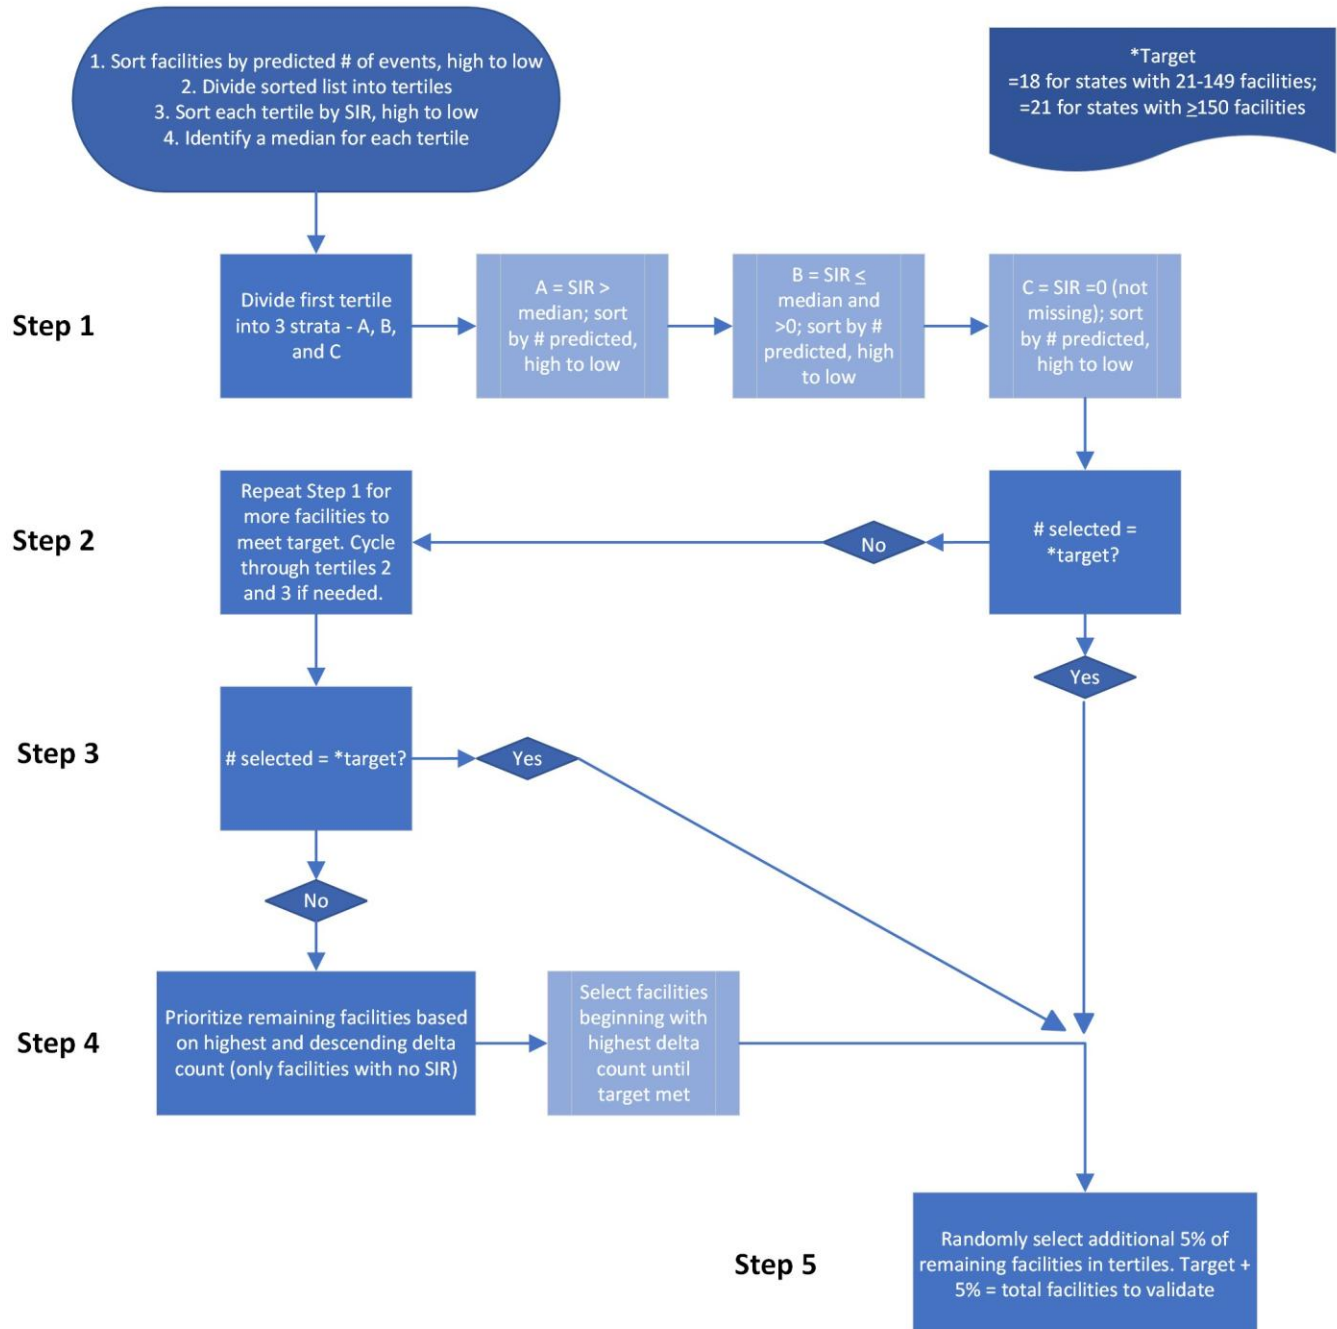 1. Sort facilities by predicted # of events, high to low
2. Divide sorted list into tertiles
3. Sort each tertile by SIR, high to low
4. Identify a median for each tertile
*Target
=18 for states with 21-149 facilities;
=21 for states with ≥150 facilities
Step 1
Divide first tertile
into 3 strata - A, B,
and C
A = SIR >
median; sort
by # predicted,
high to low
B = SIR ≤
median and
>0; sort by #
predicted, high
to low
C = SIR =0 (not
missing); sort
by # predicted,
high to low
Step 2
Repeat Step 1 for
more facilities to
meet target. Cycle
through tertiles 2
and 3 if needed.
No
# selected =
*target?
Yes
Step 3
# selected = *target?
Yes
No
Step 4
Prioritize remaining facilities based
on highest and descending delta
count (only facilities with no SIR)
Select facilities
beginning with
highest delta
count until
target met
Step 5
Randomly select additional 5% of
remaining facilities in tertiles. Target +
5% = total facilities to validate